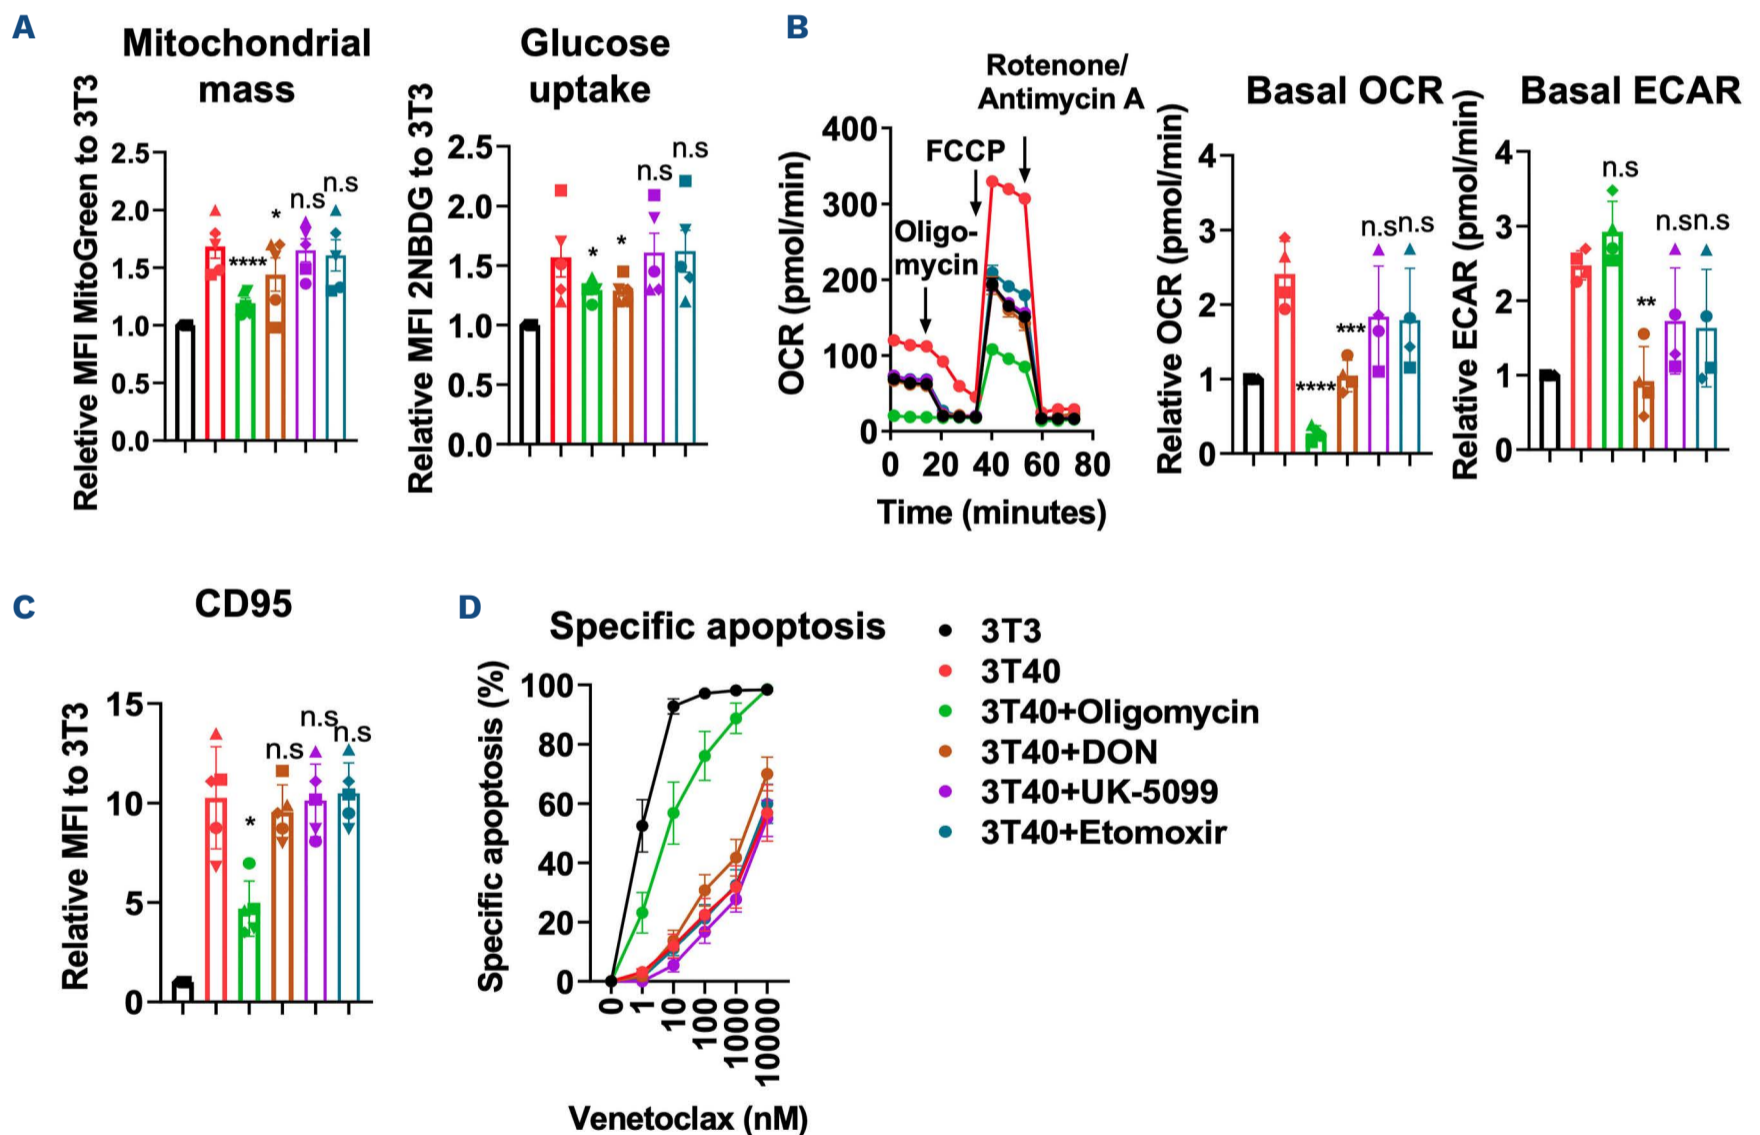 A
Mitochondrial
mass
Reletive MFI MitoGreen to 3T3
2.5
2.0
1.5
1.0
0.5
0.0
****
*
n.s
n.s
Glucose
uptake
Relative MFI 2NBDG to 3T3
2.5
2.0
1.5
1.0
0.5
0.0
*
*
n.s
n.s
B
OCR (pmol/min)
400
300
200
100
0
Oligo-
mycin
FCCP
Rotenone/
Antimycin A
0 20 40 60 80
Time (minutes)
Basal OCR
Relative OCR (pmol/min)
4
3
2
1
0
****
***
n.s
n.s
Basal ECAR
Relative ECAR (pmol/min)
4
3
2
1
0
n.s
**
n.s
n.s
C
CD95
Relative MFI to 3T3
15
10
5
0
*
n.s
n.s
n.s
D
Specific apoptosis
Specific apoptosis (%)
100
80
60
40
20
0
0
1
10
100
1000
10000
Venetoclax (nM)
3T3
3T40
3T40+Oligomycin
3T40+DON
3T40+UK-5099
3T40+Etomoxir